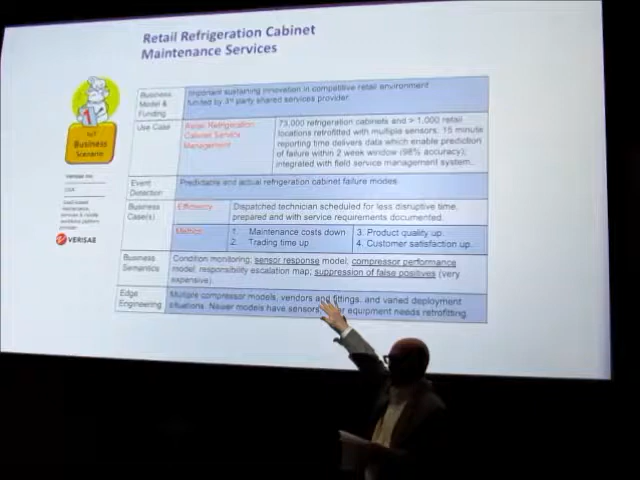 Retail Refrigeration Cabinet
Maintenance Services
Business
Model &
Funding
Important sustaining innovation in competitive retail environment
funded by 3rd party shared services provider.
Use Case
Retail Refrigeration
Cabinet Service
Management
73,000 refrigeration cabinets and > 1,000 retail
locations retrofitted with multiple sensors. 15 minute
reporting time delivers data which enable prediction
of failure within 2 week window (98% accuracy);
integrated with field service management system.
Event
Detection
Predictable and actual refrigeration cabinet failure modes.
Business
Case(s)
Efficiency
Dispatched technician scheduled for less disruptive time,
prepared and with service requirements documented.
Metrics
1. Maintenance costs down
2. Trading time up
3. Product quality up.
4. Customer satisfaction up.
Business
Semantics
Condition monitoring; sensor response model; compressor performance
model; responsibility escalation map; suppression of false positives (very
expensive).
Edge
Engineering
Multiple compressor models, vendors and fittings, and varied deployment
situations. Newer models have sensors, equipment needs retrofitting.
1
IoT
Business
Scenario
Verisae Inc.
USA
VERISAE